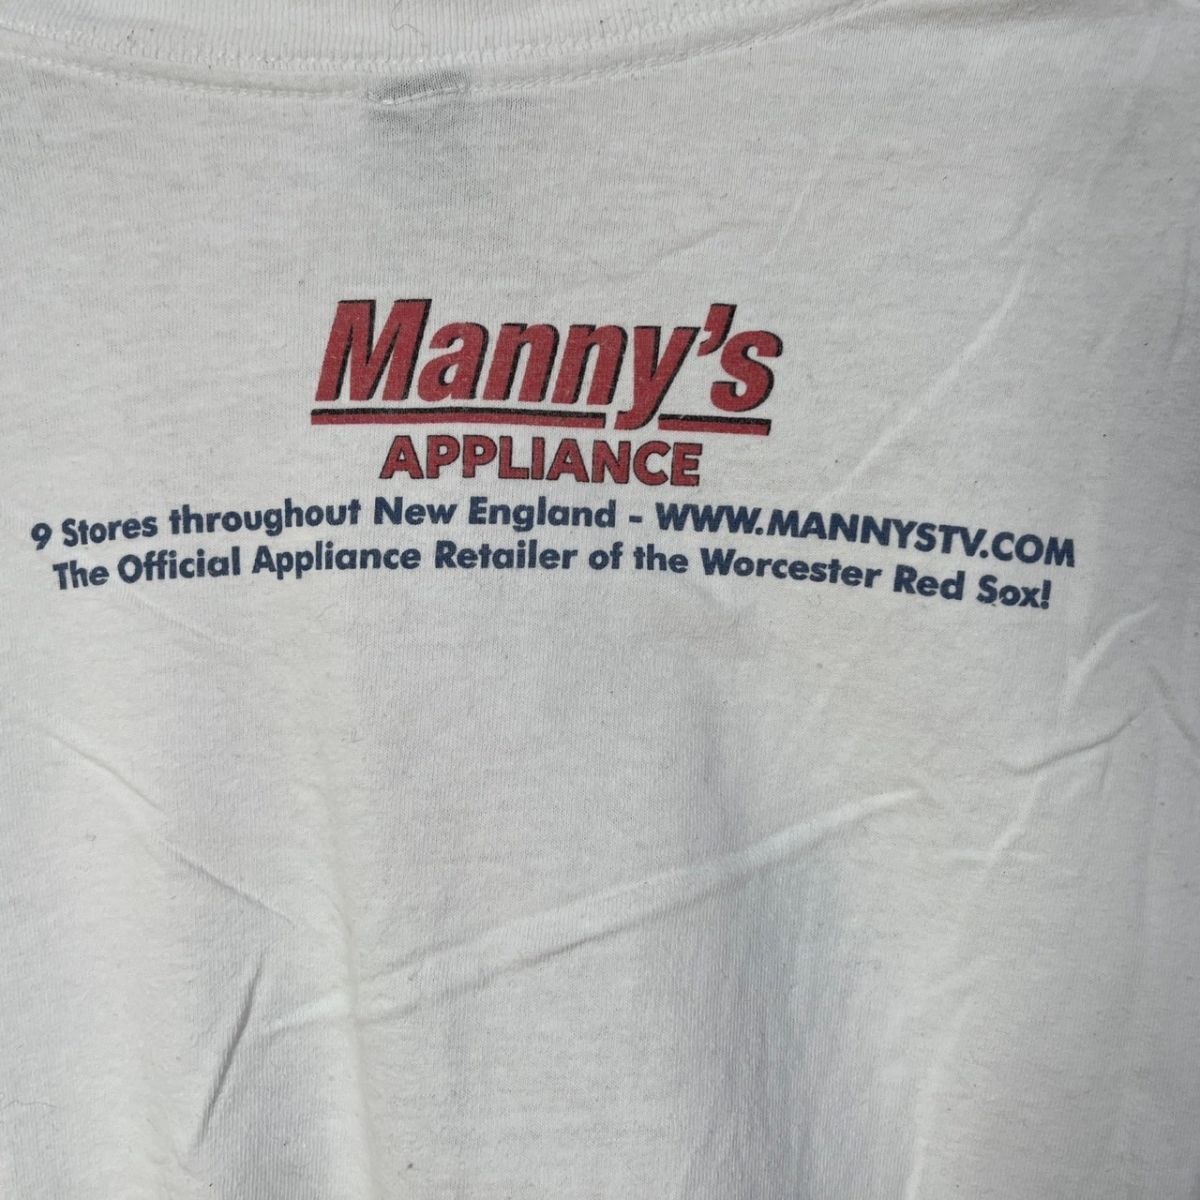 Manny's
APPLIANCE
9 Stores throughout New England - WWW.MANNYSTV.COM
The Official Appliance Retailer of the Worcester Red Sox!